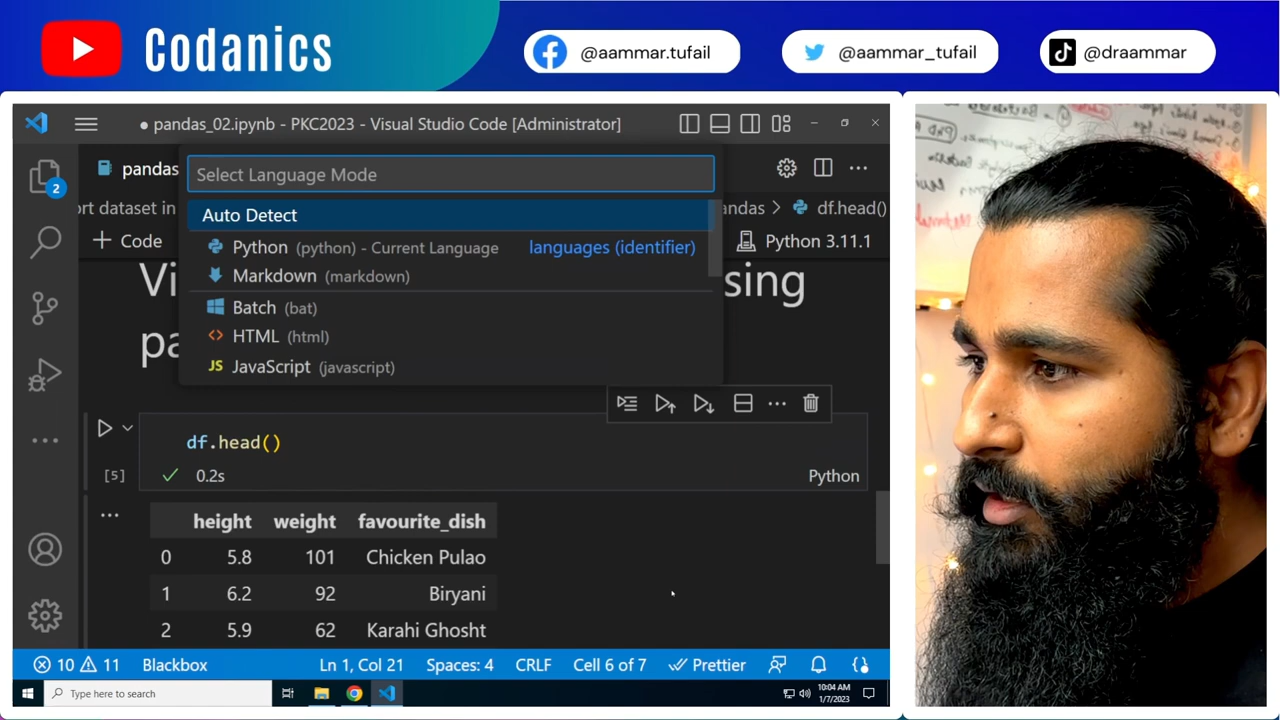 Codanics
@aammar.tufail
@aammar_tufail
@draammar
● pandas_02.ipynb - PKC2023 - Visual Studio Code [Administrator]
pandas
Select Language Mode
ort dataset in
andas > df.head()
Auto Detect
+ Code
Python (python) - Current Language
languages (identifier)
Python 3.11.1
Markdown (markdown)
Vi
sing
Batch (bat)
HTML (html)
pa
JS JavaScript (javascript)
df.head()
[5]
0.2s
Python
height weight favourite_dish
0 5.8 101 Chicken Pulao
1 6.2 92 Biryani
2 5.9 62 Karahi Ghosht
2
10 11 Blackbox Ln 1, Col 21 Spaces: 4 CRLF Cell 6 of 7 Prettier
Type here to search
10:04 AM
1/7/2023